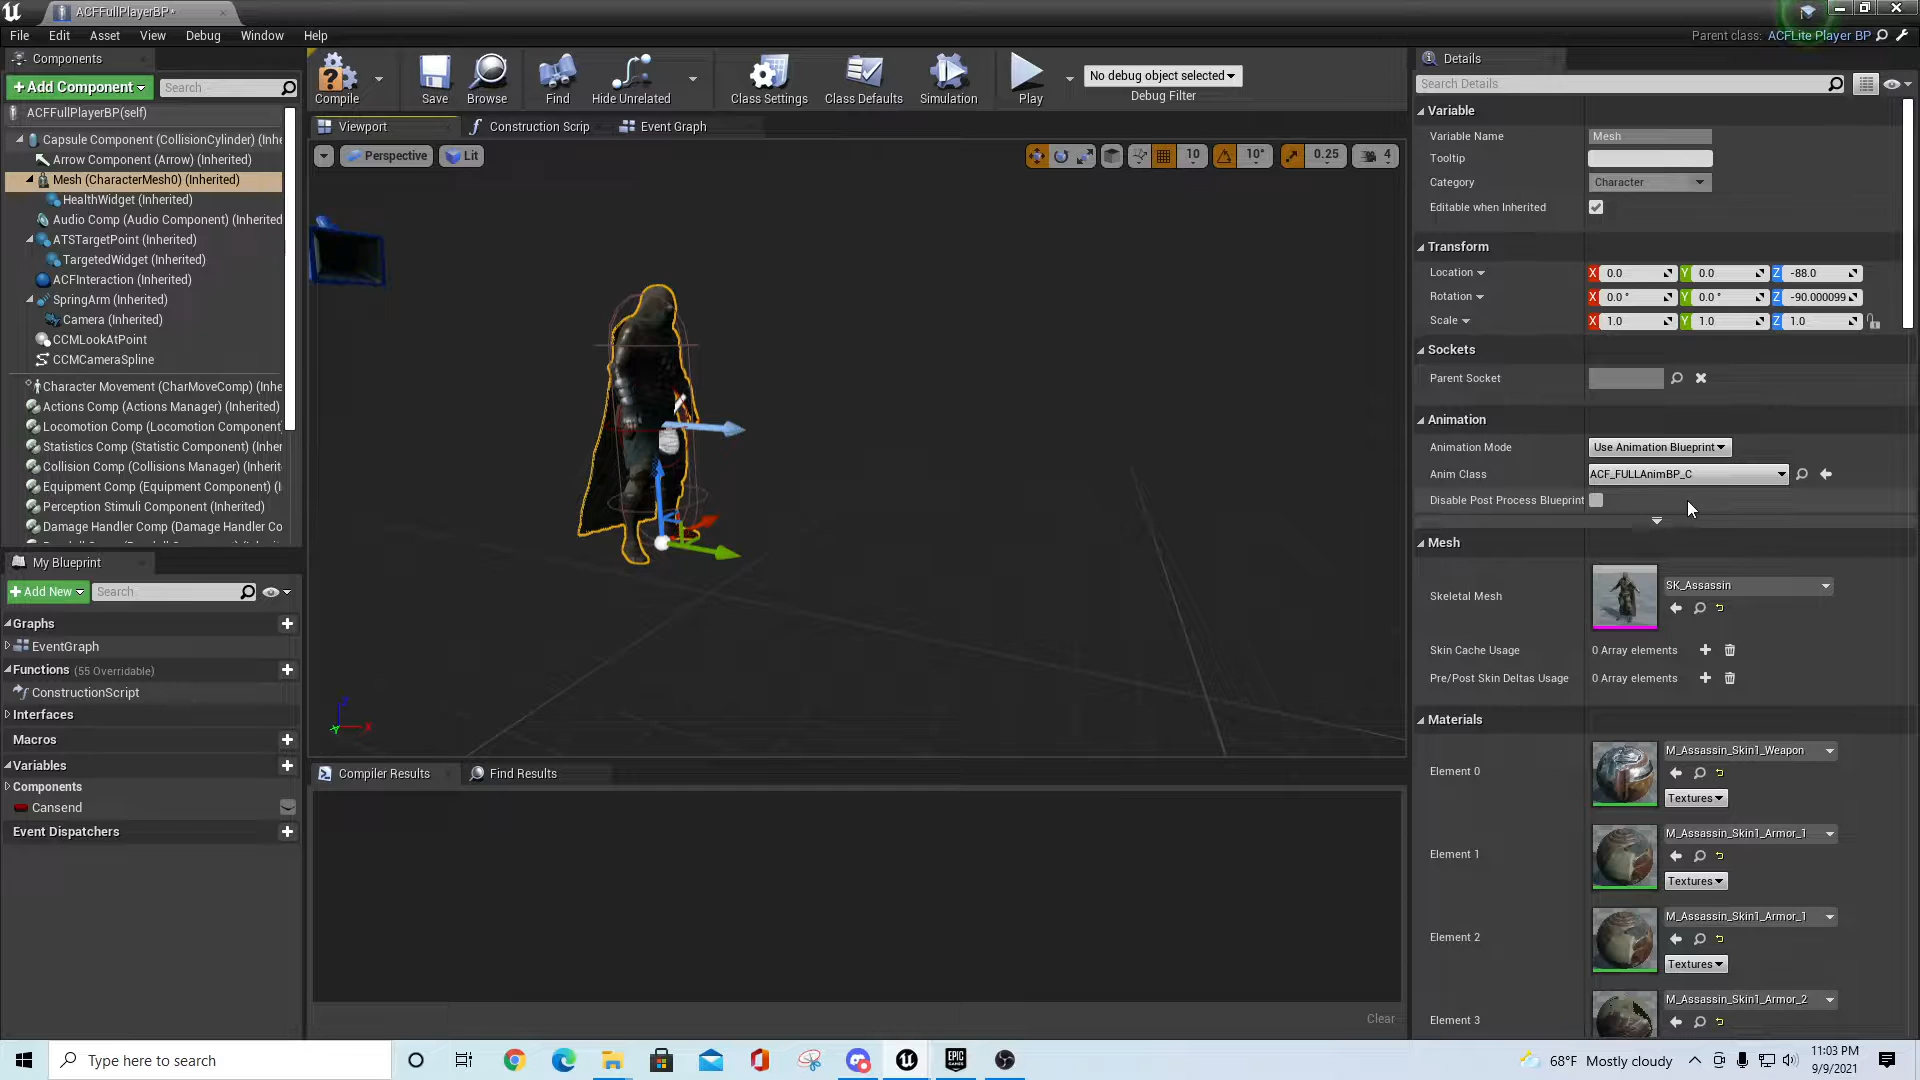 ACFFullPlayerBP*
File Edit Asset View Debug Window Help
Parent class: ACFLite Player BP
Components
+Add Component
Search
ACFFullPlayerBP(self)
Capsule Component (CollisionCylinder) (Inhe
Arrow Component (Arrow) (Inherited)
Mesh (CharacterMesh0) (Inherited)
HealthWidget (Inherited)
Audio Comp (Audio Component) (Inherited
ATSTargetPoint (Inherited)
TargetedWidget (Inherited)
ACFInteraction (Inherited)
SpringArm (Inherited)
Camera (Inherited)
CCMLookAtPoint
CCMCameraSpline
Character Movement (CharMoveComp) (Inhe
Actions Comp (Actions Manager) (Inherited)
Locomotion Comp (Locomotion Component
Statistics Comp (Statistic Component) (Inher
Collision Comp (Collisions Manager) (Inherit
Equipment Comp (Equipment Component) (I
Perception Stimuli Component (Inherited)
Damage Handler Comp (Damage Handler Co
My Blueprint
+Add New
Search
Graphs
EventGraph
Functions (55 Overridable)
ConstructionScript
Interfaces
Macros
Variables
Components
Cansend
Event Dispatchers
Compile
Save
Browse
Find
Hide Unrelated
Class Settings
Class Defaults
Simulation
Play
No debug object selected
Debug Filter
Viewport
Construction Scrip
Event Graph
Perspective
Lit
10
10°
0.25
4
Z
X
Y
Compiler Results
Find Results
Clear
Details
Search Details
Variable
Variable Name Mesh
Tooltip
Category Character
Editable when Inherited
Transform
Location X 0.0 Y 0.0 Z -88.0
Rotation X 0.0 ° Y 0.0 ° Z -90.000099
Scale X 1.0 Y 1.0 Z 1.0
Sockets
Parent Socket
Animation
Animation Mode Use Animation Blueprint
Anim Class ACF_FULLAnimBP_C
Disable Post Process Blueprint
Mesh
Skeletal Mesh SK_Assassin
Skin Cache Usage 0 Array elements
Pre/Post Skin Deltas Usage 0 Array elements
Materials
Element 0 M_Assassin_Skin1_Weapon
Textures
Element 1 M_Assassin_Skin1_Armor_1
Textures
Element 2 M_Assassin_Skin1_Armor_1
Textures
Element 3 M_Assassin_Skin1_Armor_2
Type here to search
EPIC GAMES
68°F Mostly cloudy
11:03 PM
9/9/2021